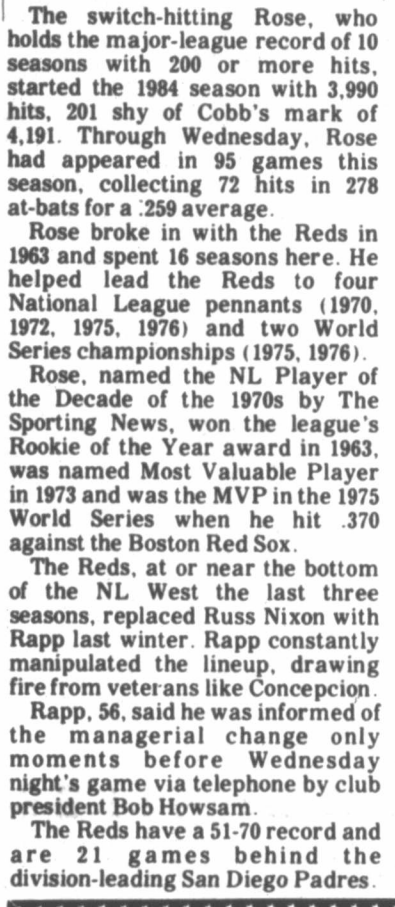 The switch-hitting Rose, who
holds the major-league record of 10
seasons with 200 or more hits,
started the 1984 season with 3,990
hits, 201 shy of Cobb's mark of
4,191. Through Wednesday, Rose
had appeared in 95 games this
season, collecting 72 hits in 278
at-bats for a .259 average.
Rose broke in with the Reds in
1963 and spent 16 seasons here. He
helped lead the Reds to four
National League pennants (1970,
1972, 1975, 1976) and two World
Series championships (1975, 1976).
Rose, named the NL Player of
the Decade of the 1970s by The
Sporting News, won the league's
Rookie of the Year award in 1963,
was named Most Valuable Player
in 1973 and was the MVP in the 1975
World Series when he hit .370
against the Boston Red Sox.
The Reds, at or near the bottom
of the NL West the last three
seasons, replaced Russ Nixon with
Rapp last winter. Rapp constantly
manipulated the lineup, drawing
fire from veterans like Concepcion.
Rapp, 56, said he was informed of
the managerial change only
moments before Wednesday
night's game via telephone by club
president Bob Howsam.
The Reds have a 51-70 record and
are 21 games behind the
division-leading San Diego Padres.